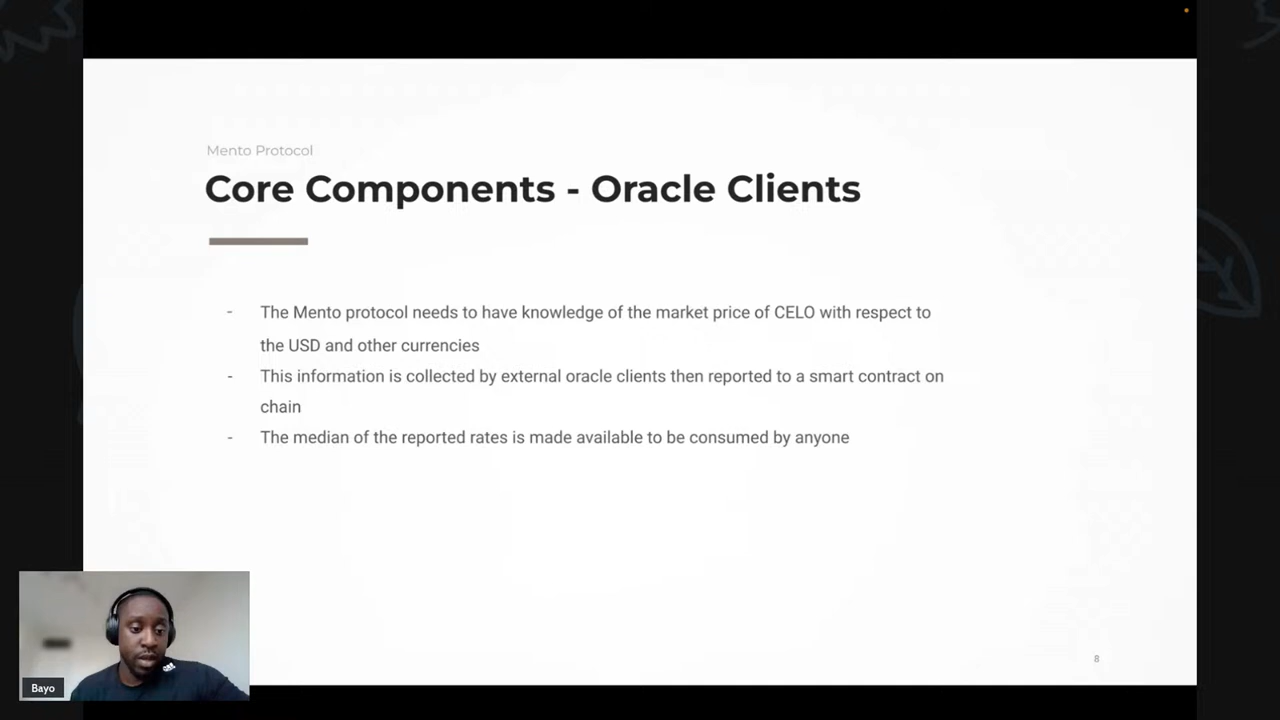 Mento Protocol
Core Components - Oracle Clients
- The Mento protocol needs to have knowledge of the market price of CELO with respect to
the USD and other currencies
- This information is collected by external oracle clients then reported to a smart contract on
chain
- The median of the reported rates is made available to be consumed by anyone
8
Bayo